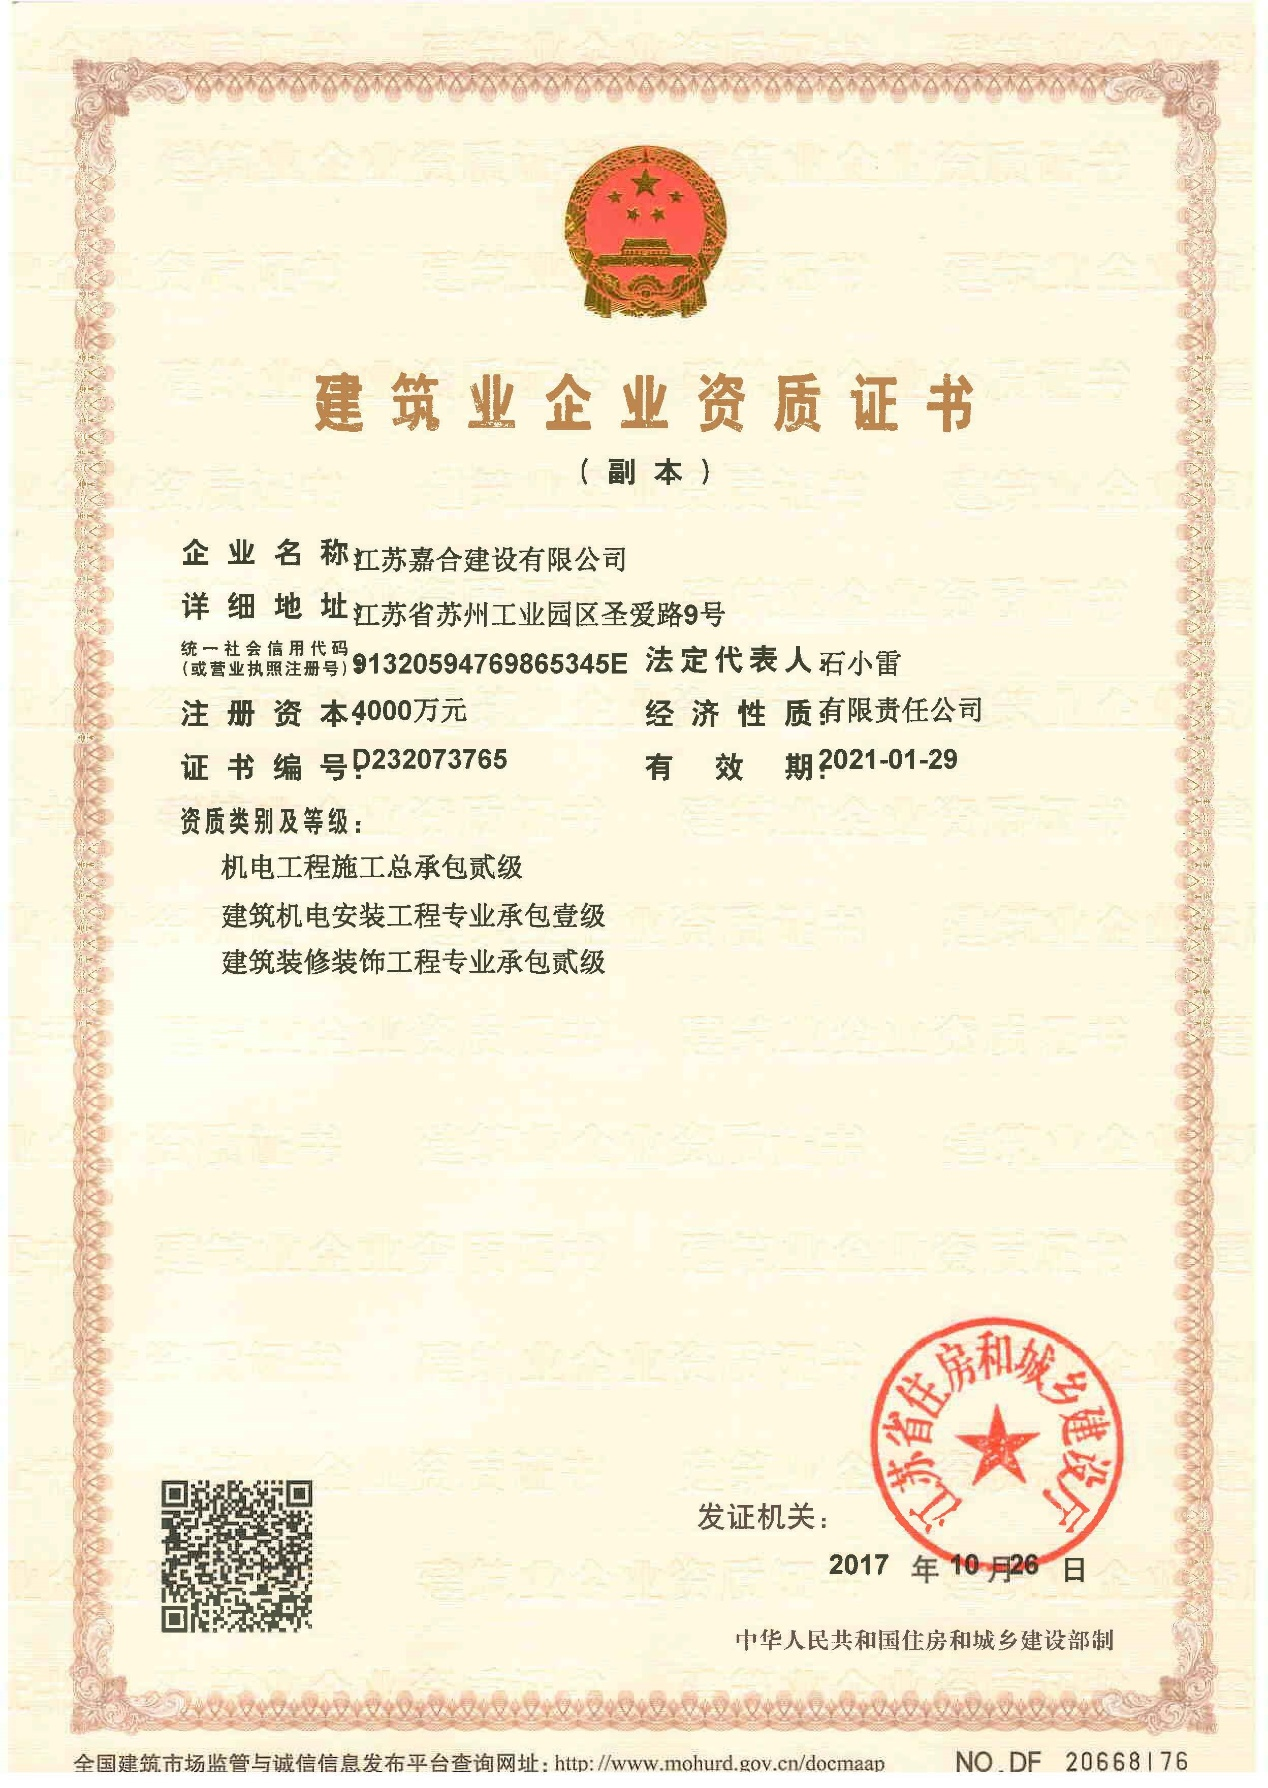 建筑业企业资质证书
（副本）
企业名称：江苏嘉合建设有限公司
详细地址：江苏省苏州工业园区圣爱路9号
统一社会信用代码
（或营业执照注册号）：91320594769865345E 法定代表人：石小雷
注册资本：4000万元 经济性质：有限责任公司
证书编号：D232073765 有效期：2021-01-29
资质类别及等级：
机电工程施工总承包贰级
建筑机电安装工程专业承包壹级
建筑装修装饰工程专业承包贰级
江苏省住房和城乡建设厅
发证机关：
2017 年 10 月 26 日
中华人民共和国住房和城乡建设部制
全国建筑市场监管与诚信信息发布平台查询网址：http://www.mohurd.gov.cn/docmaap NO.DF 20668176